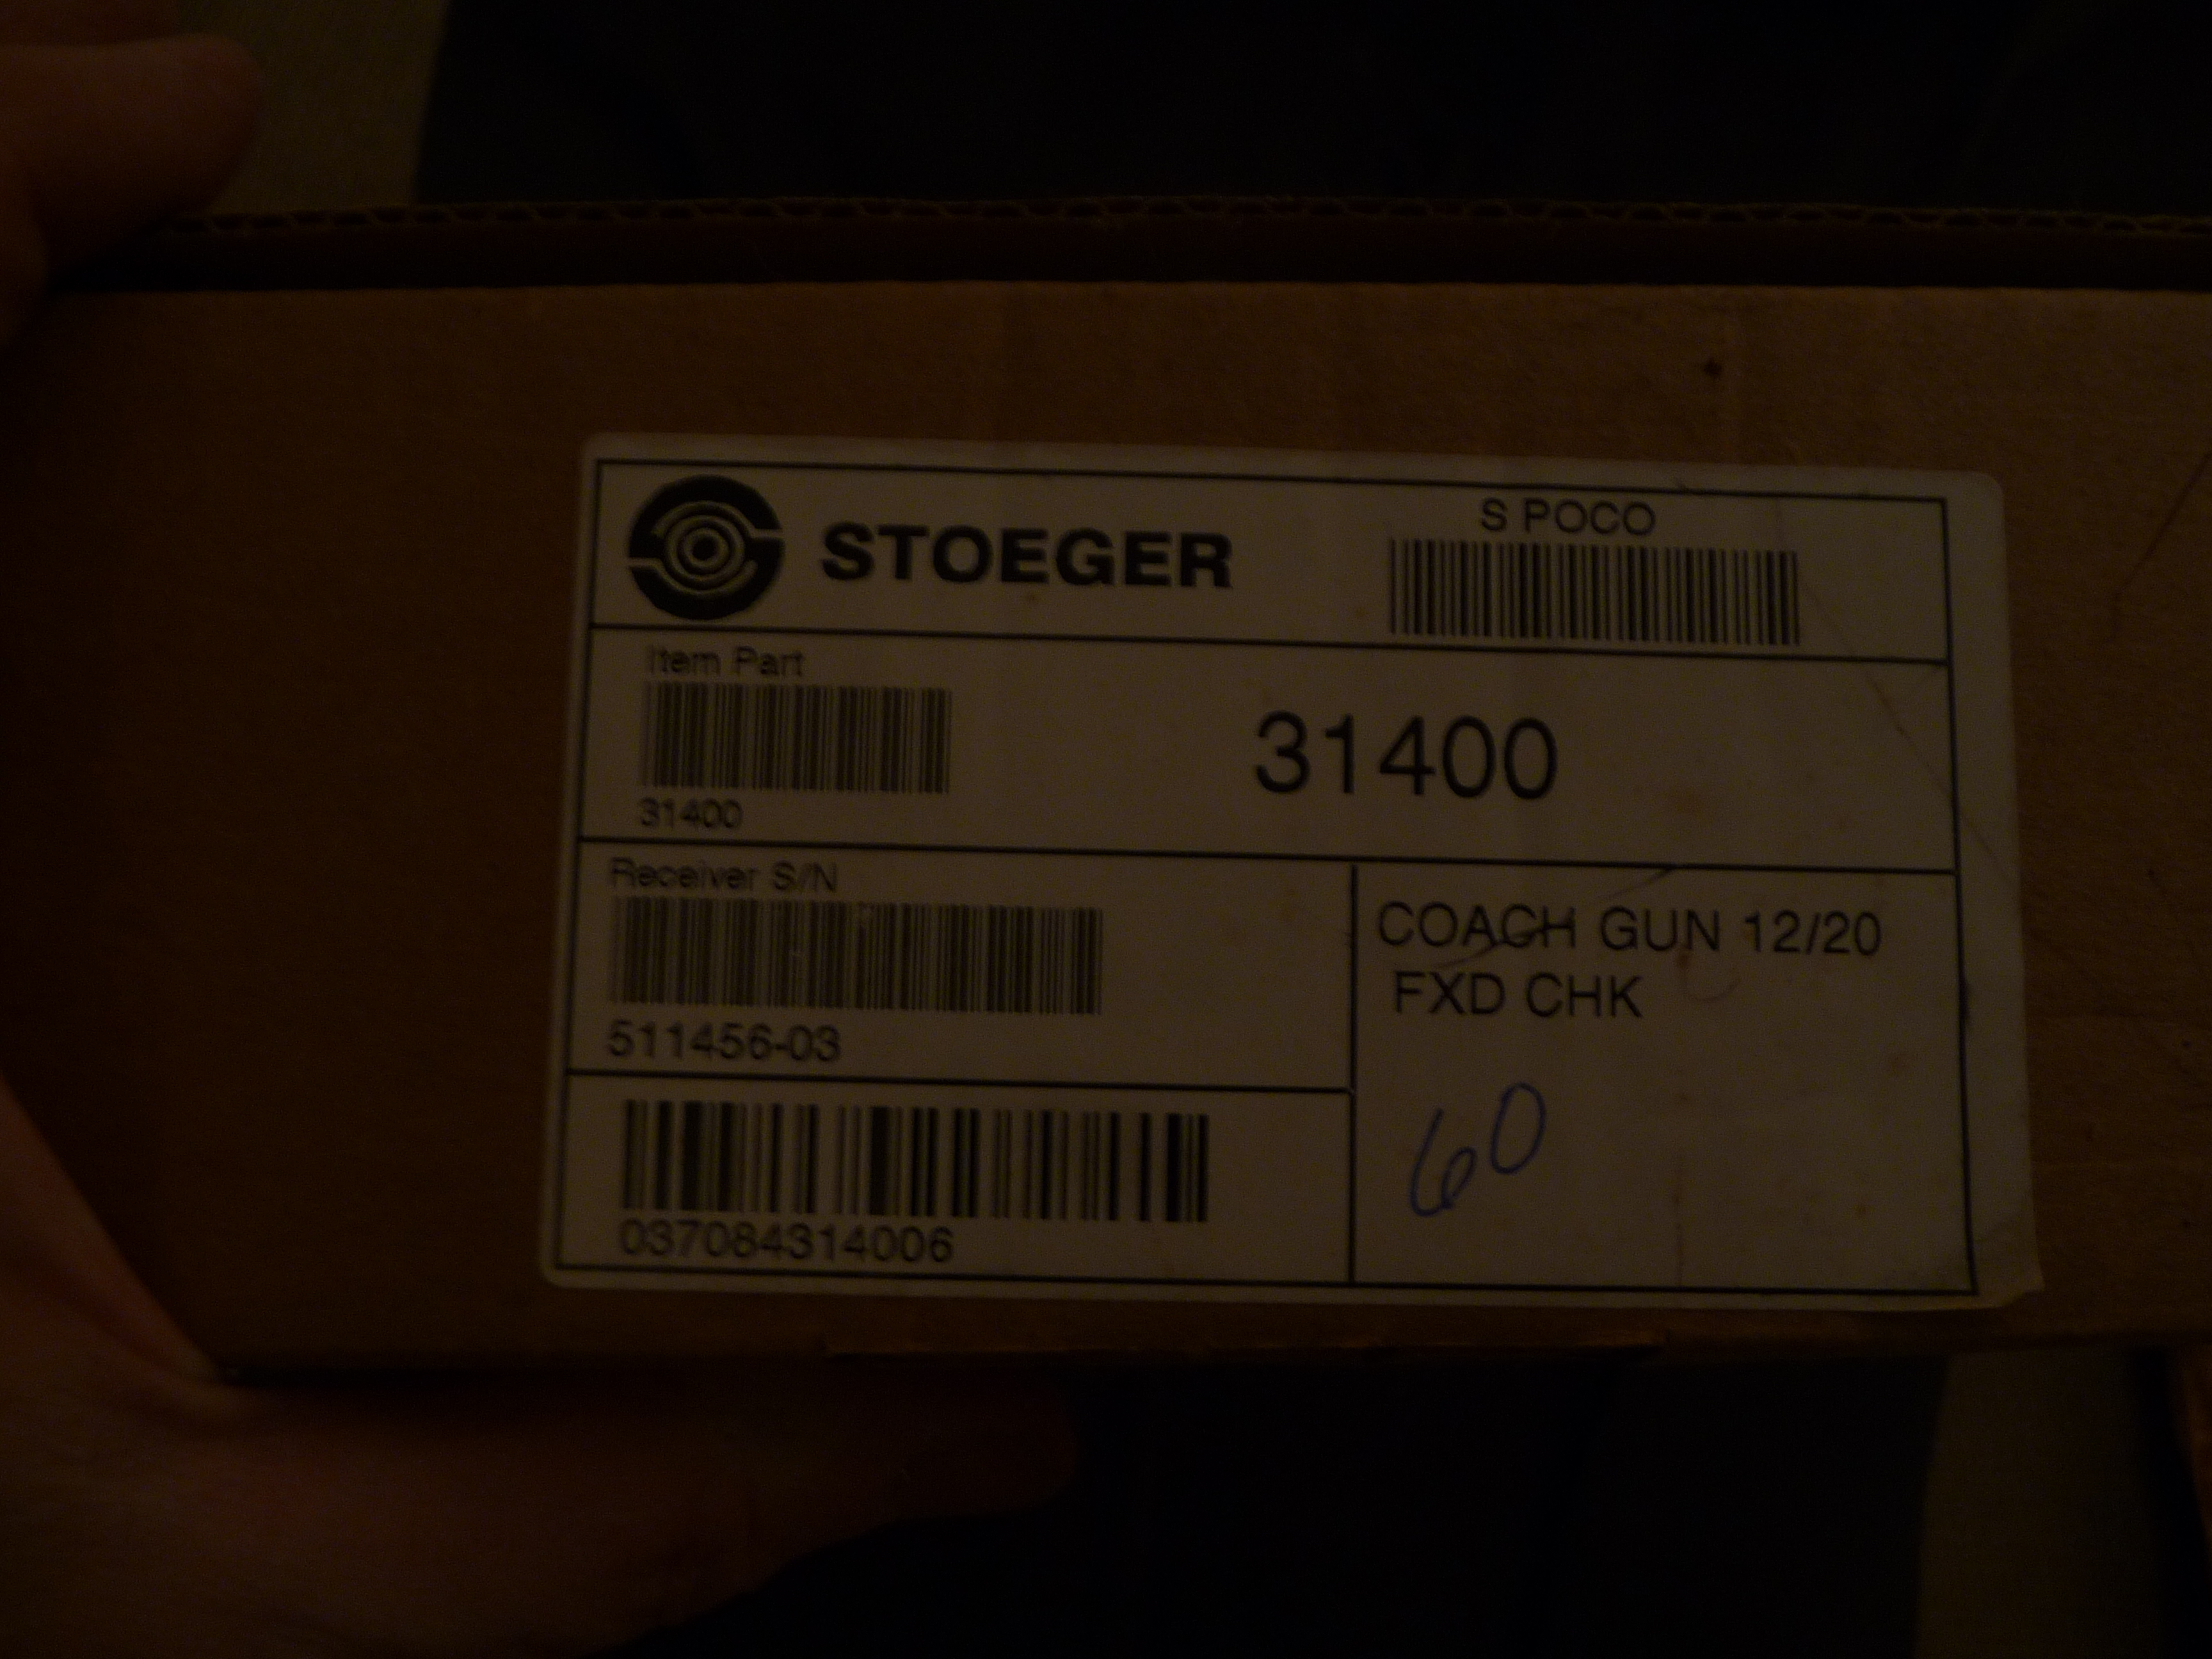 STOEGER
S POCO
Item Part
31400
31400
Receiver S/N
511456-03
COACH GUN 12/20
FXD CHK
60
037084314006